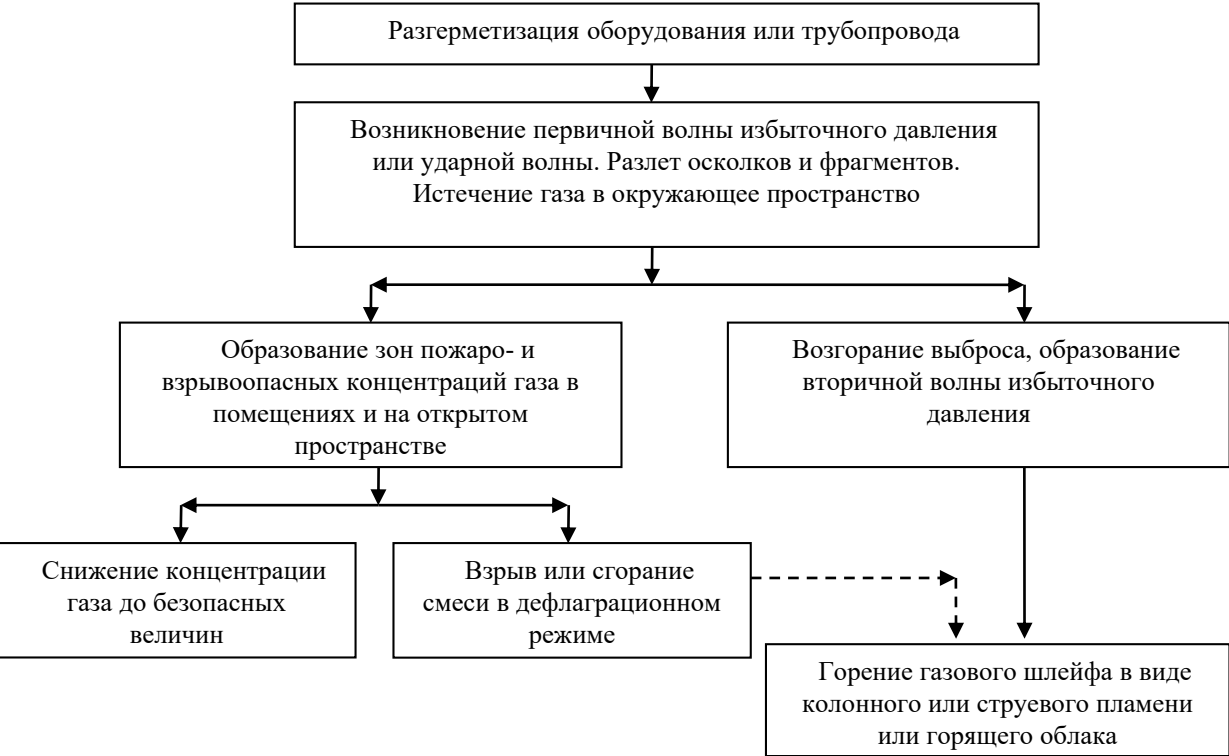 Разгерметизация оборудования или трубопровода
Возникновение первичной волны избыточного давления
или ударной волны. Разлет осколков и фрагментов.
Истечение газа в окружающее пространство
Образование зон пожаро- и
взрывоопасных концентраций газа в
помещениях и на открытом
пространстве
Возгорание выброса, образование
вторичной волны избыточного
давления
Снижение концентрации
газа до безопасных
величин
Взрыв или сгорание
смеси в дефлаграционном
режиме
Горение газового шлейфа в виде
колонного или струевого пламени
или горящего облака